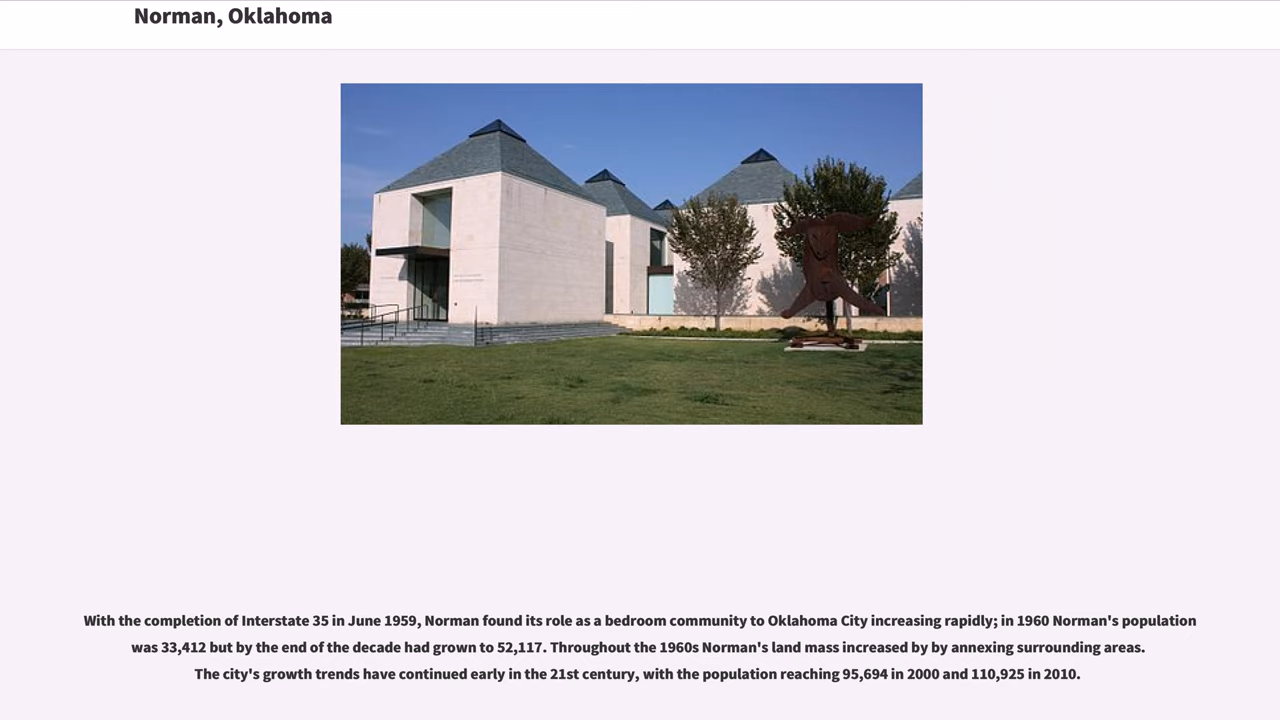 Norman, Oklahoma
With the completion of Interstate 35 in June 1959, Norman found its role as a bedroom community to Oklahoma City increasing rapidly; in 1960 Norman's population
was 33,412 but by the end of the decade had grown to 52,117. Throughout the 1960s Norman's land mass increased by by annexing surrounding areas.
The city's growth trends have continued early in the 21st century, with the population reaching 95,694 in 2000 and 110,925 in 2010.